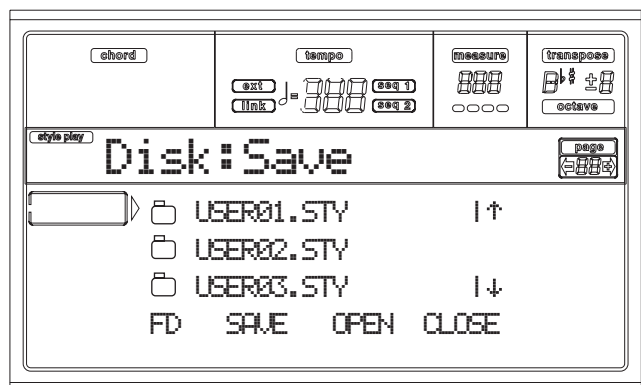 chord tempo measure transpose
ext seq 1
link seq 2
octave
style play Disk:Save page
USER01.STY
USER02.STY
USER03.STY
FD SAVE OPEN CLOSE